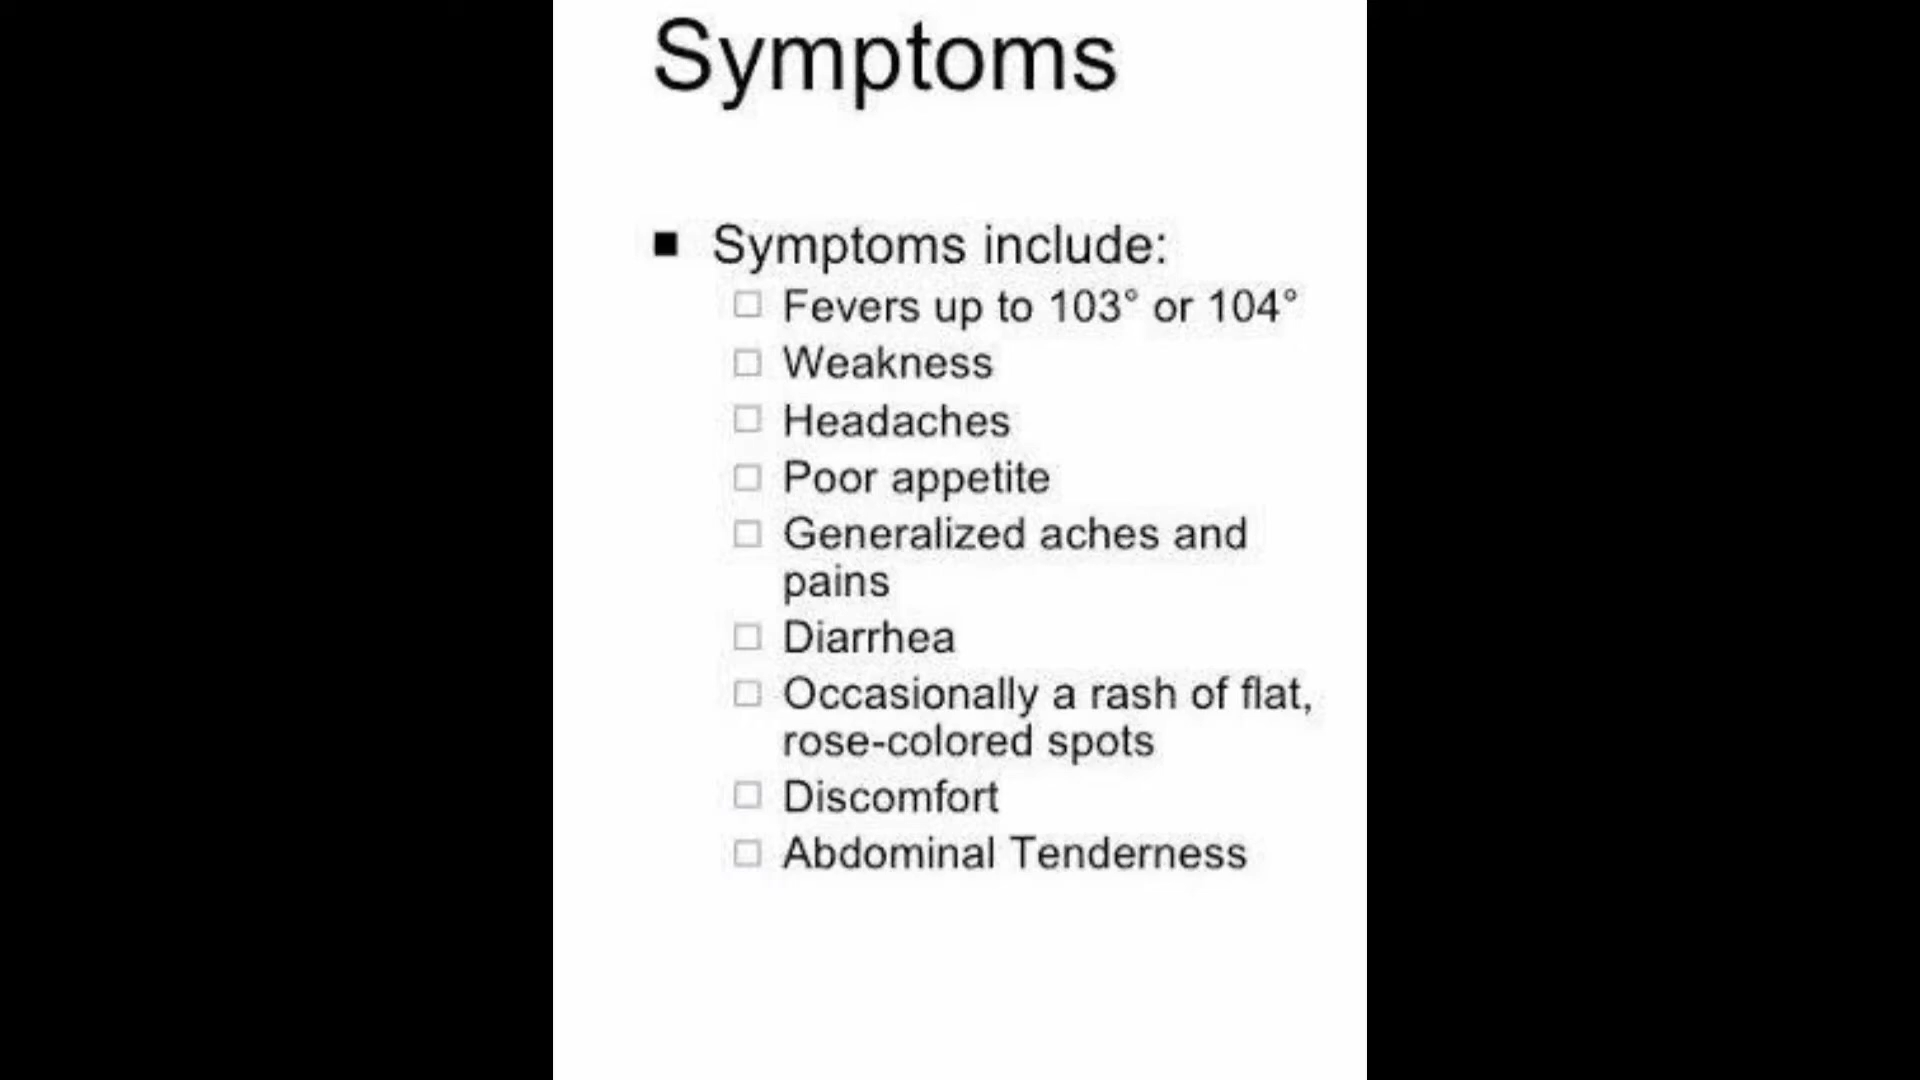 Symptoms
■ Symptoms include:
□ Fevers up to 103° or 104°
□ Weakness
□ Headaches
□ Poor appetite
□ Generalized aches and
pains
□ Diarrhea
□ Occasionally a rash of flat,
rose-colored spots
□ Discomfort
□ Abdominal Tenderness